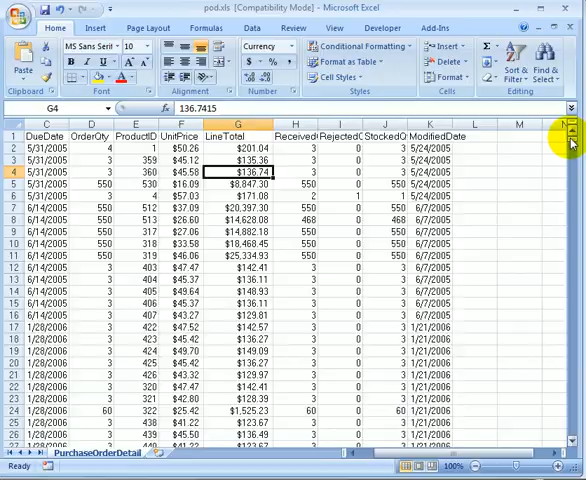 pod.xls [Compatibility Mode] - Microsoft Excel
Home Insert Page Layout Formulas Data Review View Developer Add-Ins
MS Sans Serif 10 Currency Conditional Formatting Insert Σ
Paste B I U A $ % , Format as Table Delete Sort & Filter Find & Select
Cell Styles Format
Clipboard Font Alignment Number Styles Cells Editing
G4 136.7415
C D E F G H I J K L M N
1 DueDate OrderQty ProductID UnitPrice LineTotal Received RejectedQ StockedQt ModifiedDate
2 5/31/2005 4 1 $50.26 $201.04 3 0 3 5/24/2005
3 5/31/2005 3 359 $45.12 $135.36 3 0 3 5/24/2005
4 5/31/2005 3 360 $45.58 $136.74 3 0 3 5/24/2005
5 5/31/2005 550 530 $16.09 $8,847.30 550 0 550 5/24/2005
6 5/31/2005 3 4 $57.03 $171.08 2 1 1 5/24/2005
7 6/14/2005 550 512 $37.09 $20,397.30 550 0 550 6/7/2005
8 6/14/2005 550 513 $26.60 $14,628.08 468 0 468 6/7/2005
9 6/14/2005 550 317 $27.06 $14,882.18 550 0 550 6/7/2005
10 6/14/2005 550 318 $33.58 $18,468.45 550 0 550 6/7/2005
11 6/14/2005 550 319 $46.06 $25,334.93 550 0 550 6/7/2005
12 6/14/2005 3 403 $47.47 $142.41 3 0 3 6/7/2005
13 6/14/2005 3 404 $45.37 $136.11 3 0 3 6/7/2005
14 6/14/2005 3 405 $49.64 $148.93 3 0 3 6/7/2005
15 6/14/2005 3 406 $45.37 $136.11 3 0 3 6/7/2005
16 6/14/2005 3 407 $43.27 $129.81 3 0 3 6/7/2005
17 1/28/2006 3 422 $47.52 $142.57 3 0 3 1/21/2006
18 1/28/2006 3 423 $45.42 $136.27 3 0 3 1/21/2006
19 1/28/2006 3 424 $49.70 $149.09 3 0 3 1/21/2006
20 1/28/2006 3 425 $45.42 $136.27 3 0 3 1/21/2006
21 1/28/2006 3 426 $43.32 $129.97 3 0 3 1/21/2006
22 1/28/2006 3 320 $47.47 $142.41 3 0 3 1/21/2006
23 1/28/2006 3 321 $42.80 $128.39 3 0 3 1/21/2006
24 1/28/2006 60 322 $25.42 $1,525.23 60 0 60 1/21/2006
25 1/28/2006 3 438 $41.22 $123.67 3 0 3 1/21/2006
26 1/28/2006 3 439 $45.50 $136.49 3 0 3 1/21/2006
27 1/28/2006 3 440 $41.22 $123.67 3 0 3 1/21/2006
PurchaseOrderDetail
Ready 100%